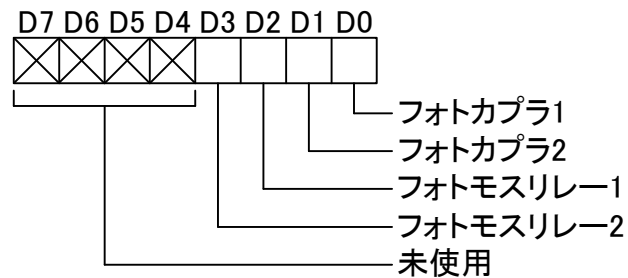 D7 D6 D5 D4 D3 D2 D1 D0
フォトカプラ1
フォトカプラ2
フォトモスリレー1
フォトモスリレー2
未使用